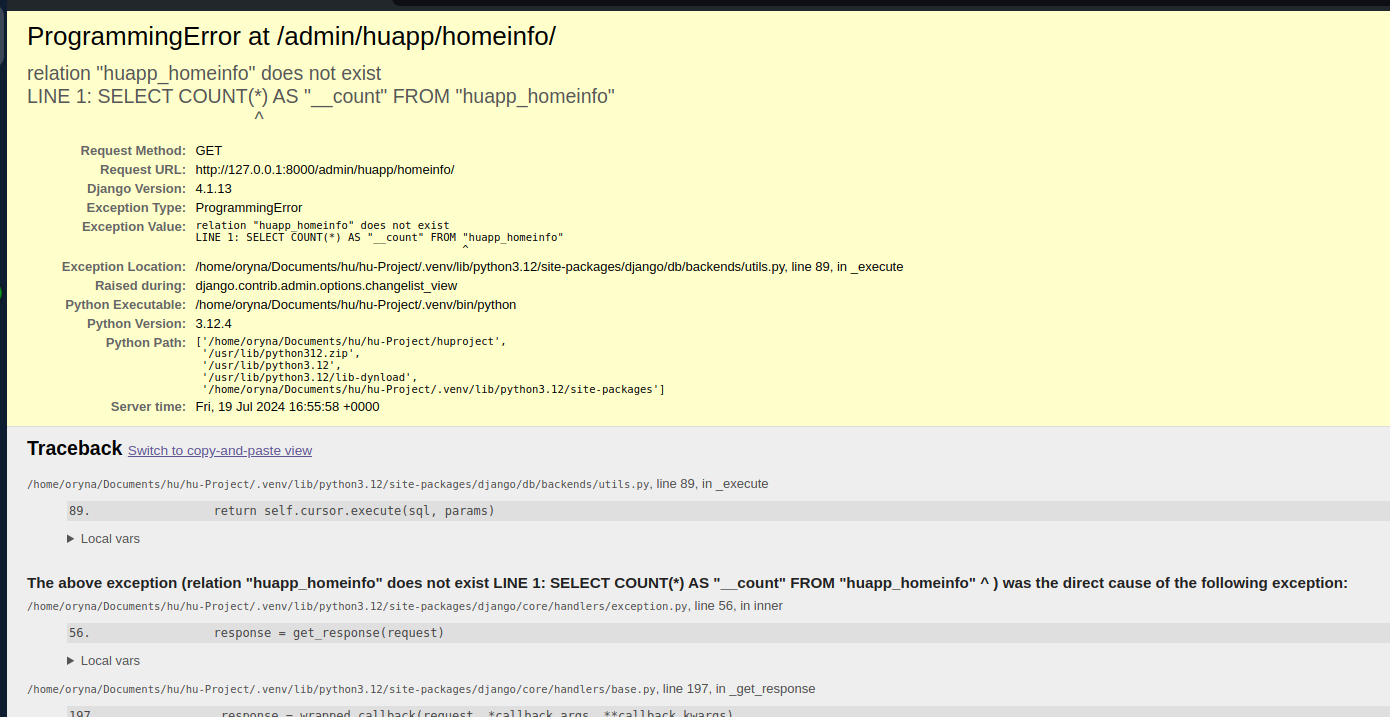 ProgrammingError at /admin/huapp/homeinfo/
relation "huapp_homeinfo" does not exist
LINE 1: SELECT COUNT(*) AS "__count" FROM "huapp_homeinfo"
^
Request Method: GET
Request URL: http://127.0.0.1:8000/admin/huapp/homeinfo/
Django Version: 4.1.13
Exception Type: ProgrammingError
Exception Value: relation "huapp_homeinfo" does not exist
LINE 1: SELECT COUNT(*) AS "__count" FROM "huapp_homeinfo"
^
Exception Location: /home/oryna/Documents/hu/hu-Project/.venv/lib/python3.12/site-packages/django/db/backends/utils.py, line 89, in _execute
Raised during: django.contrib.admin.options.changelist_view
Python Executable: /home/oryna/Documents/hu/hu-Project/.venv/bin/python
Python Version: 3.12.4
Python Path: ['/home/oryna/Documents/hu/hu-Project/huproject',
'/usr/lib/python312.zip',
'/usr/lib/python3.12',
'/usr/lib/python3.12/lib-dynload',
'/home/oryna/Documents/hu/hu-Project/.venv/lib/python3.12/site-packages']
Server time: Fri, 19 Jul 2024 16:55:58 +0000
Traceback Switch to copy-and-paste view
/home/oryna/Documents/hu/hu-Project/.venv/lib/python3.12/site-packages/django/db/backends/utils.py, line 89, in _execute
89. return self.cursor.execute(sql, params)
▶ Local vars
The above exception (relation "huapp_homeinfo" does not exist LINE 1: SELECT COUNT(*) AS "__count" FROM "huapp_homeinfo" ^ ) was the direct cause of the following exception:
/home/oryna/Documents/hu/hu-Project/.venv/lib/python3.12/site-packages/django/core/handlers/exception.py, line 56, in inner
56. response = get_response(request)
▶ Local vars
/home/oryna/Documents/hu/hu-Project/.venv/lib/python3.12/site-packages/django/core/handlers/base.py, line 197, in _get_response
197. response = wrapped_callback(request, *callback_args, **callback_kwargs)